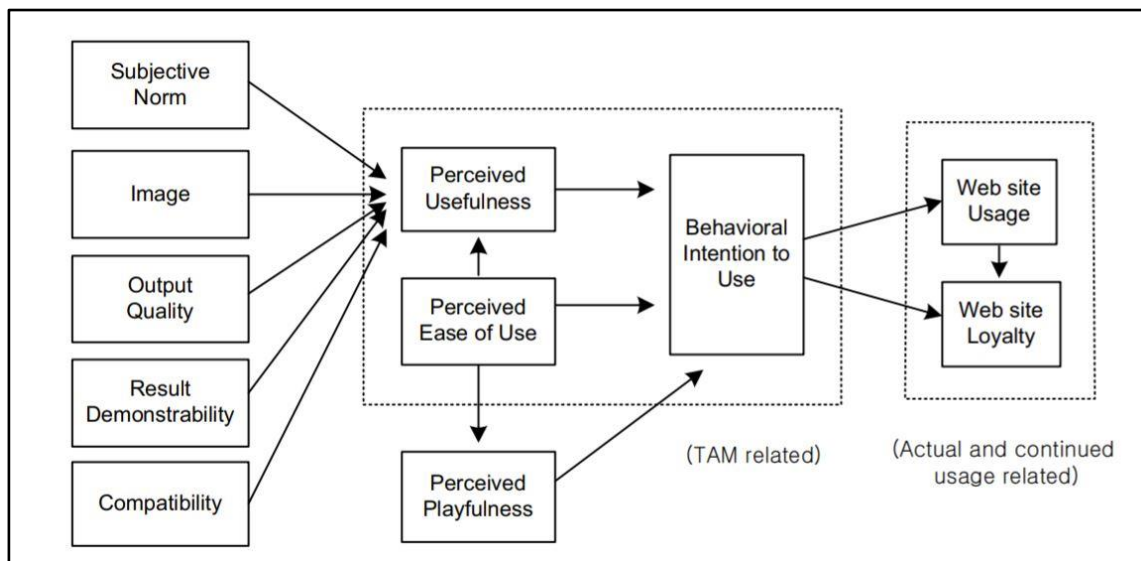 Subjective
Norm
Image
Output
Quality
Result
Demonstrability
Compatibility
Perceived
Usefulness
Perceived
Ease of Use
Perceived
Playfulness
Behavioral
Intention to
Use
(TAM related)
Web site
Usage
Web site
Loyalty
(Actual and continued
usage related)